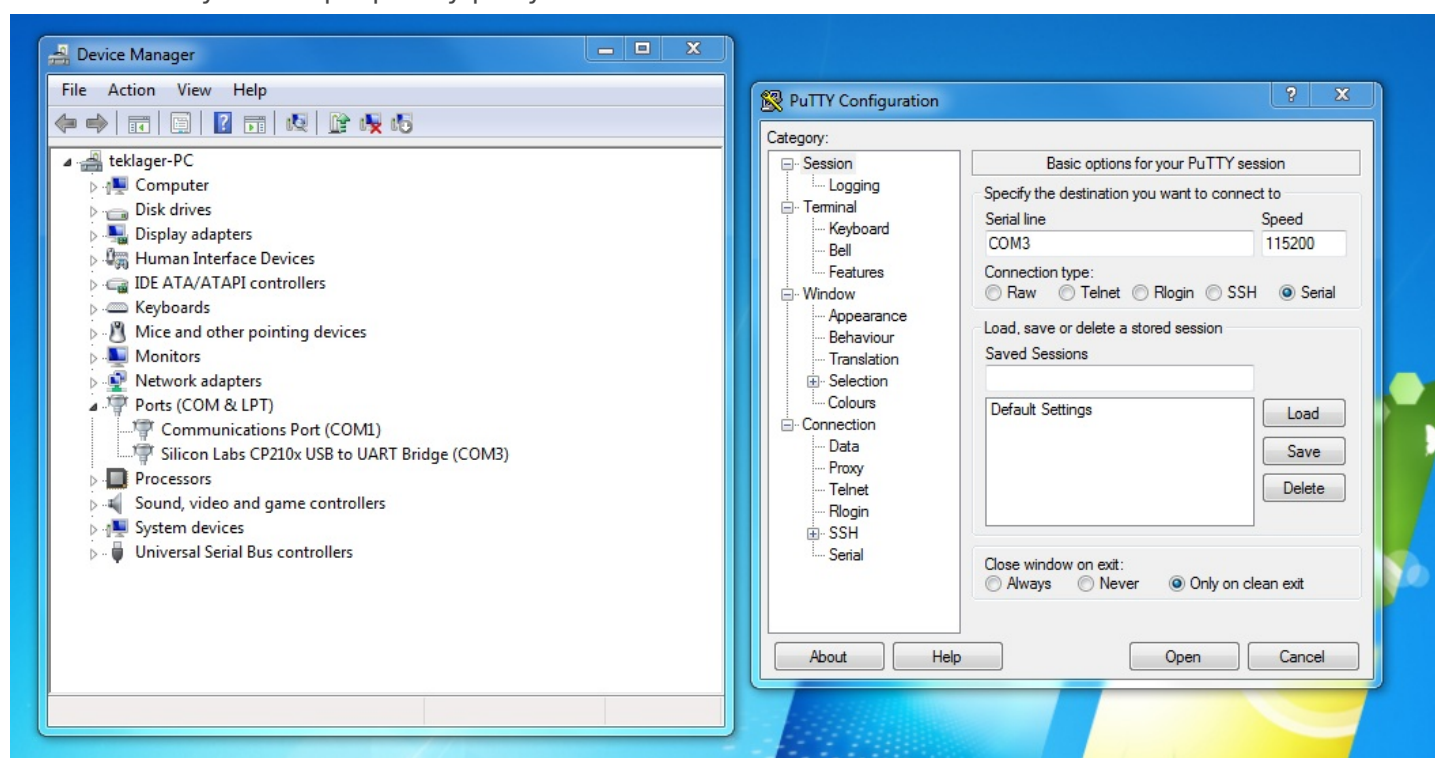 Device Manager
File Action View Help
teklager-PC
Computer
Disk drives
Display adapters
Human Interface Devices
IDE ATA/ATAPI controllers
Keyboards
Mice and other pointing devices
Monitors
Network adapters
Ports (COM & LPT)
Communications Port (COM1)
Silicon Labs CP210x USB to UART Bridge (COM3)
Processors
Sound, video and game controllers
System devices
Universal Serial Bus controllers
PuTTY Configuration
Category:
Session
Logging
Terminal
Keyboard
Bell
Features
Window
Appearance
Behaviour
Translation
Selection
Colours
Connection
Data
Proxy
Telnet
Rlogin
SSH
Serial
Basic options for your PuTTY session
Specify the destination you want to connect to
Serial line Speed
COM3 115200
Connection type:
Raw Telnet Rlogin SSH Serial
Load, save or delete a stored session
Saved Sessions
Default Settings
Load
Save
Delete
Close window on exit:
Always Never Only on clean exit
About Help Open Cancel